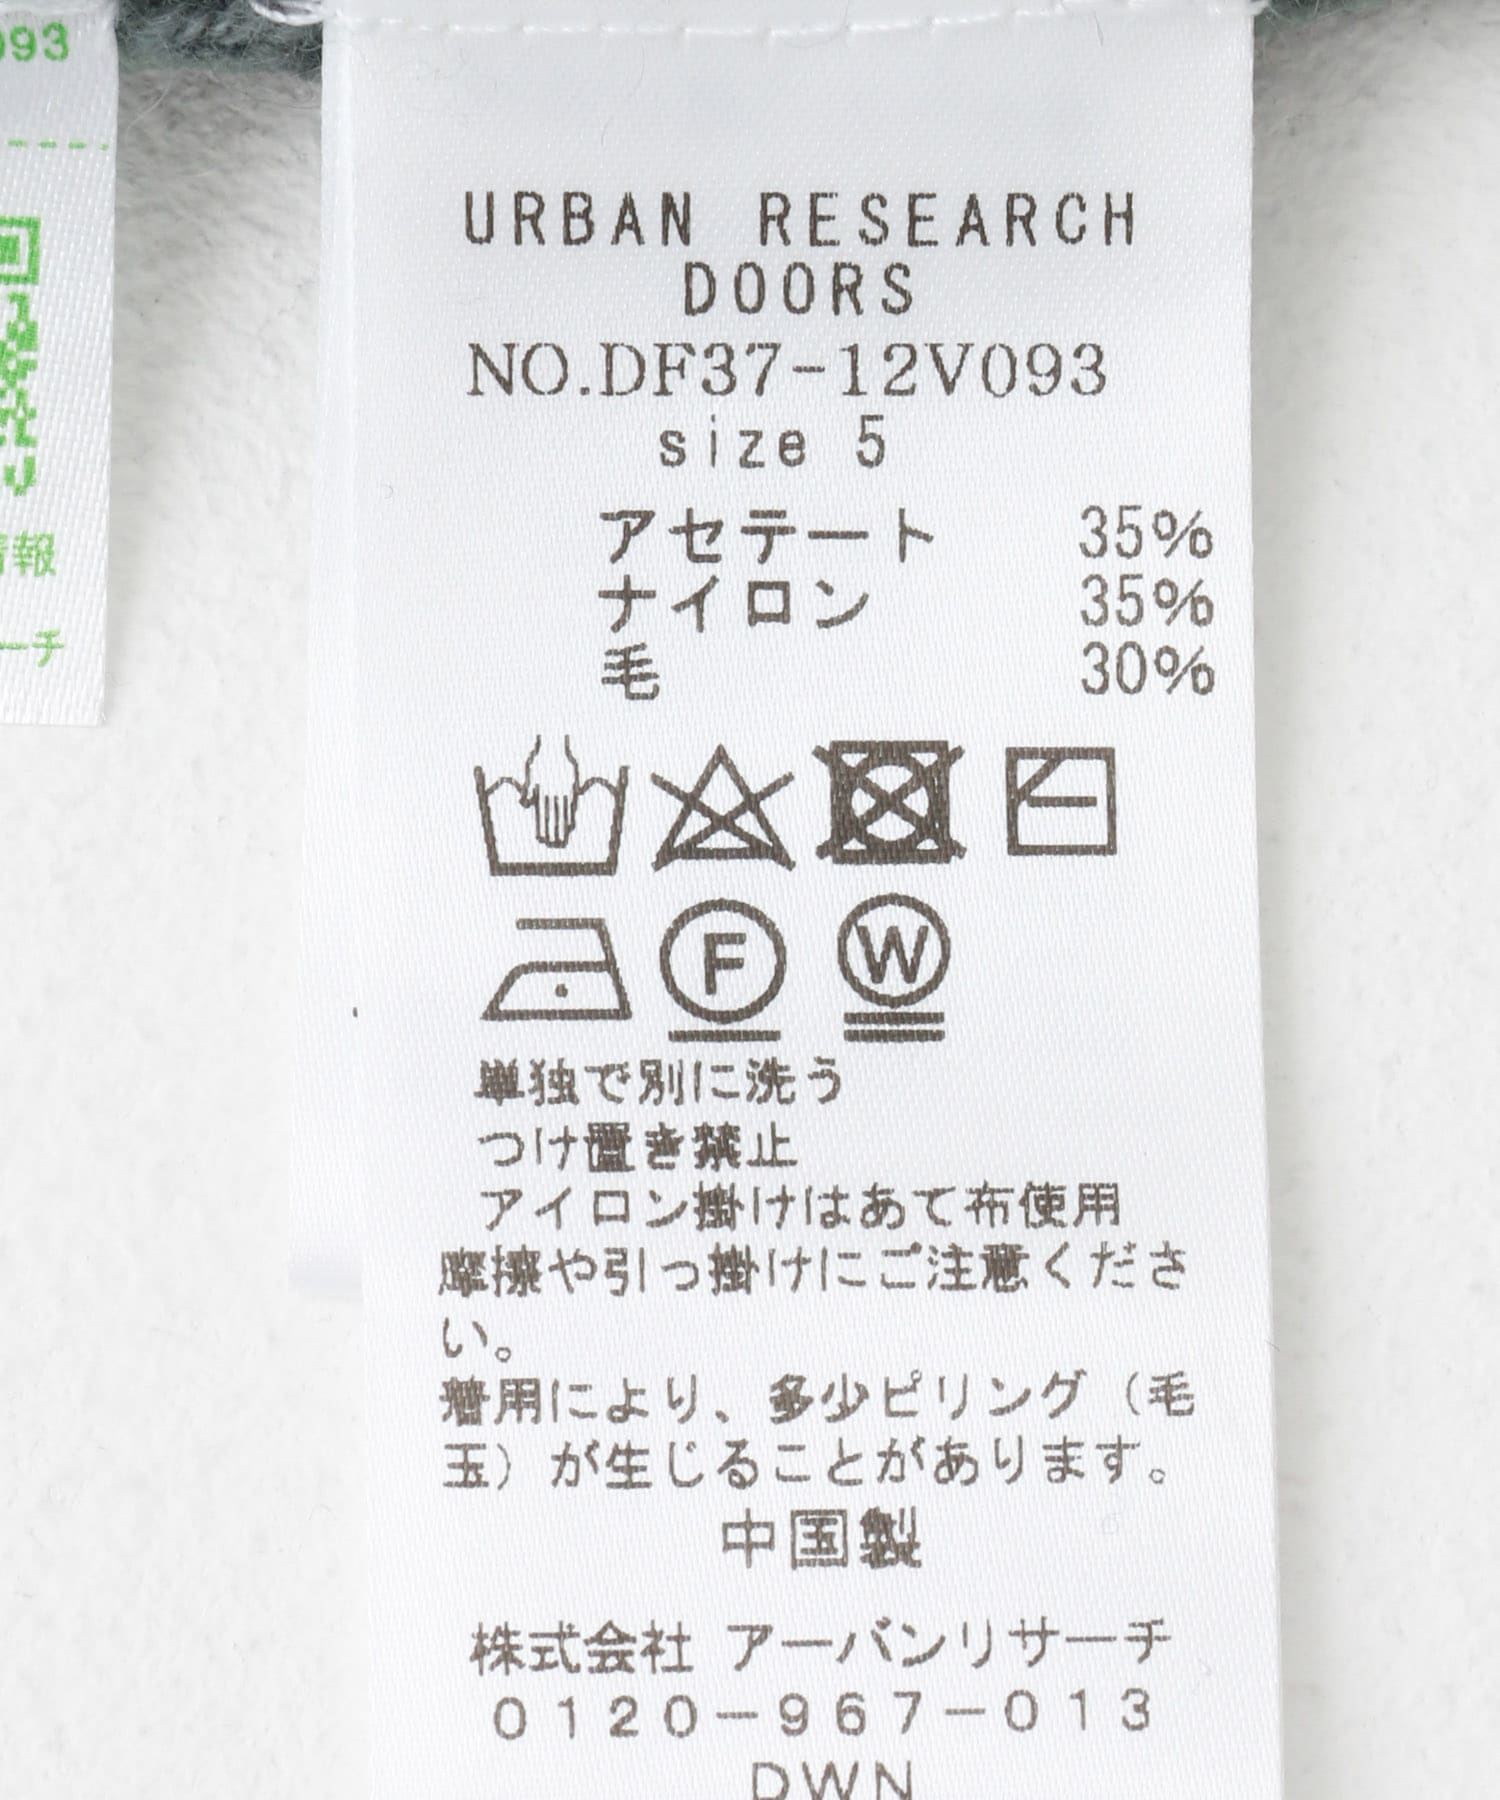 093
報
ーチ
URBAN RESEARCH
DOORS
NO.DF37-12V093
size 5
アセテート 35%
ナイロン 35%
毛 30%
F W
単独で別に洗う
つけ置き禁止
アイロン掛けはあて布使用
摩擦や引っ掛けにご注意くださ
い。
着用により、多少ピリング（毛
玉）が生じることがあります。
中国製
株式会社 アーバンリサーチ
0120-967-013
DWN